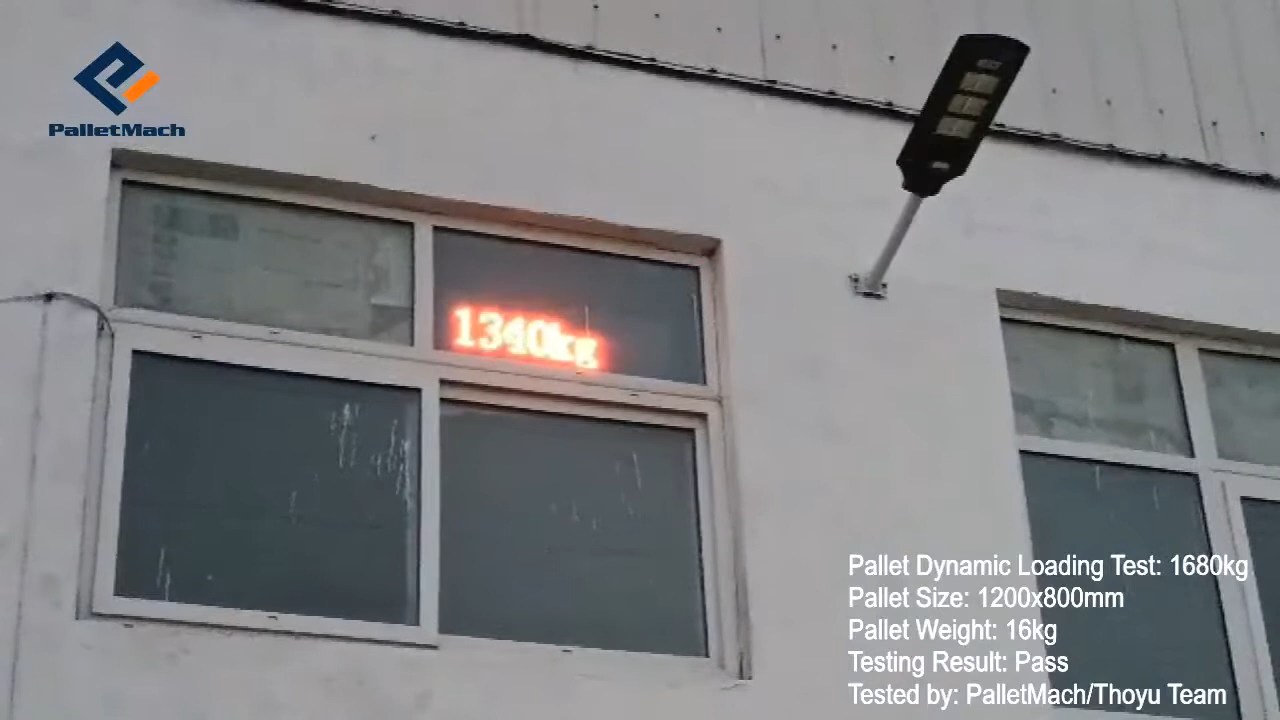 PalletMach
1340kg
Pallet Dynamic Loading Test: 1680kg
Pallet Size: 1200x800mm
Pallet Weight: 16kg
Testing Result: Pass
Tested by: PalletMach/Thoyu Team